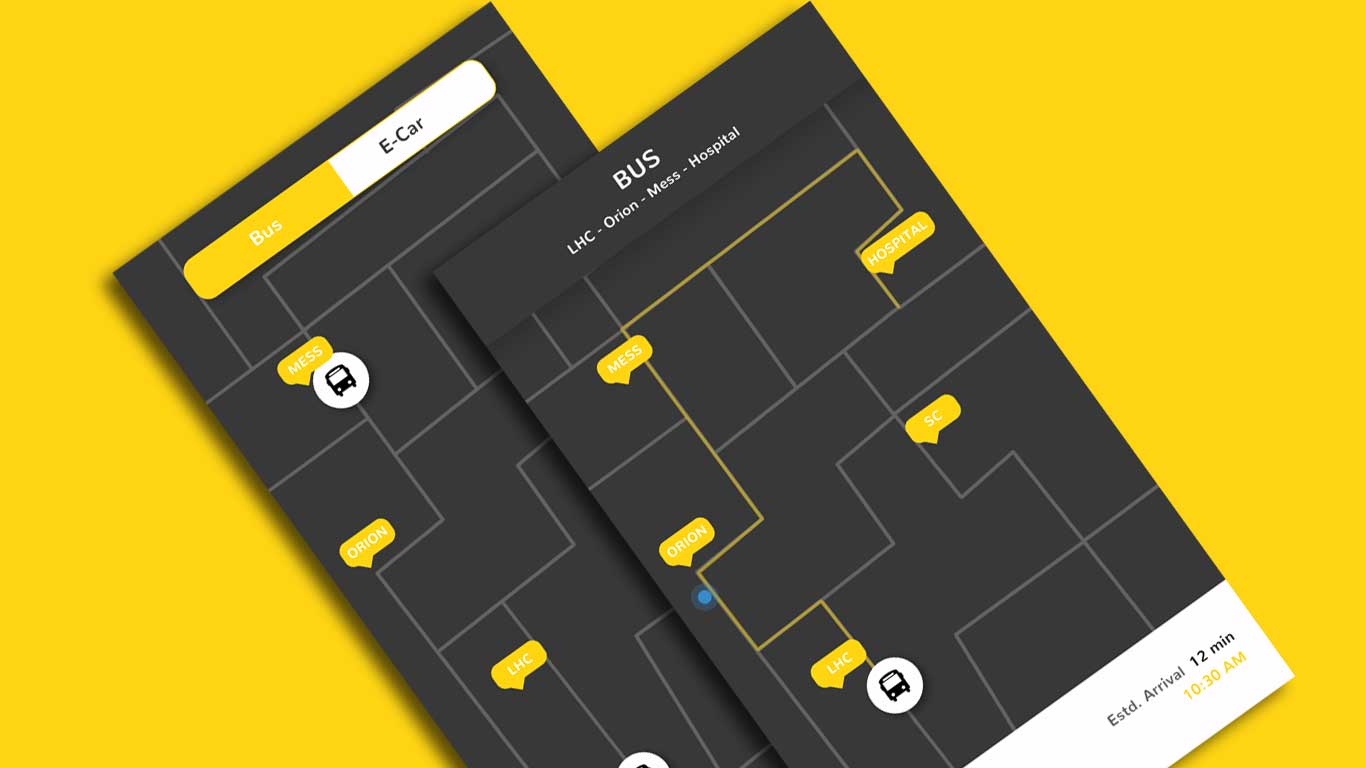 Bus
E-Car
MESS
ORION
LHC
BUS
LHC - Orion - Mess - Hospital
HOSPITAL
MESS
SC
ORION
LHC
Estd. Arrival 12 min
10:30 AM